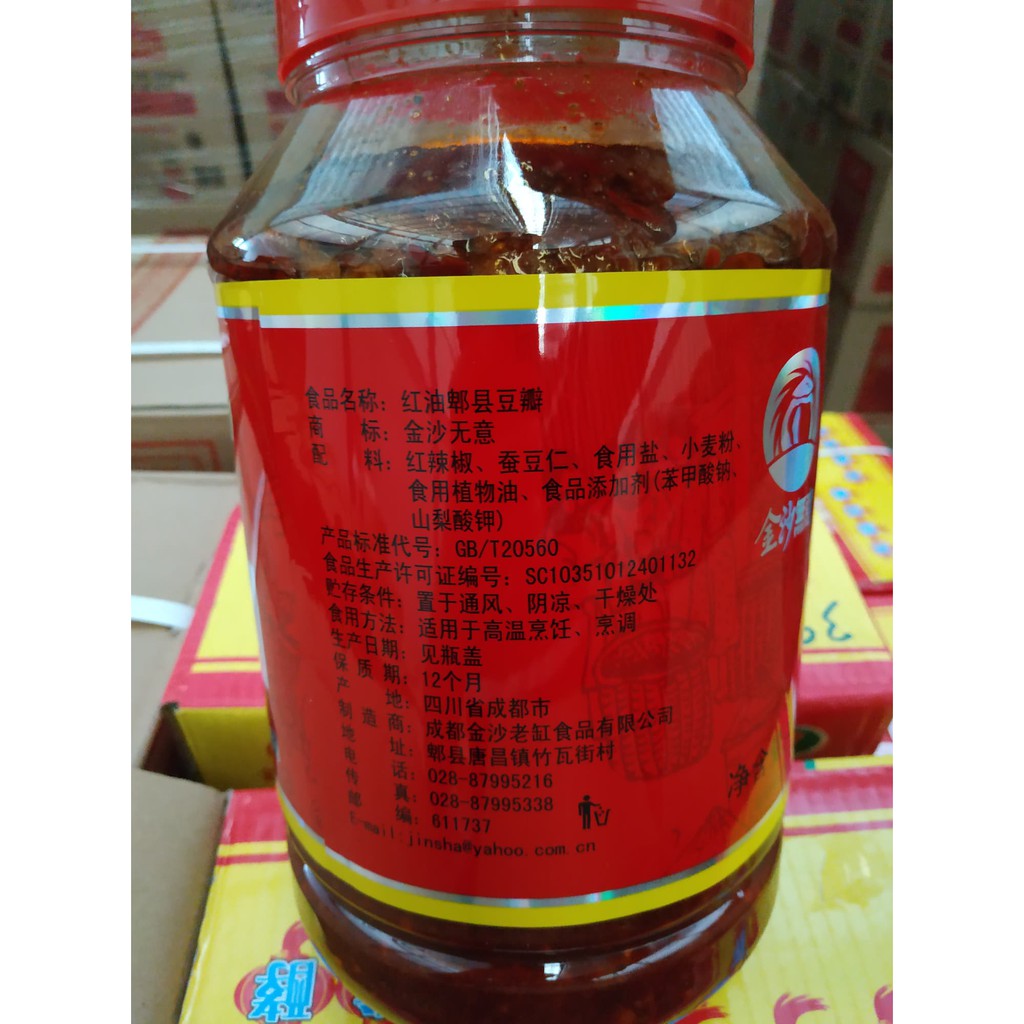 食品名称：红油郫县豆瓣
商 标：金沙无意
配 料：红辣椒、蚕豆仁、食用盐、小麦粉、
食用植物油、食品添加剂(苯甲酸钠、
山梨酸钾)
产品标准代号：GB/T20560
食品生产许可证编号：SC10351012401132
贮存条件：置于通风、阴凉、干燥处
食用方法：适用于高温烹饪、烹调
生产日期：见瓶盖
保 质 期：12个月
产 地：四川省成都市
制 造 商：成都金沙老缸食品有限公司
地 址：郫县唐昌镇竹瓦街村
电 话：028-87995216
传 真：028-87995338
邮 编：611737
E-mail:jinsha@yahoo.com.cn
金沙
净
30
酵